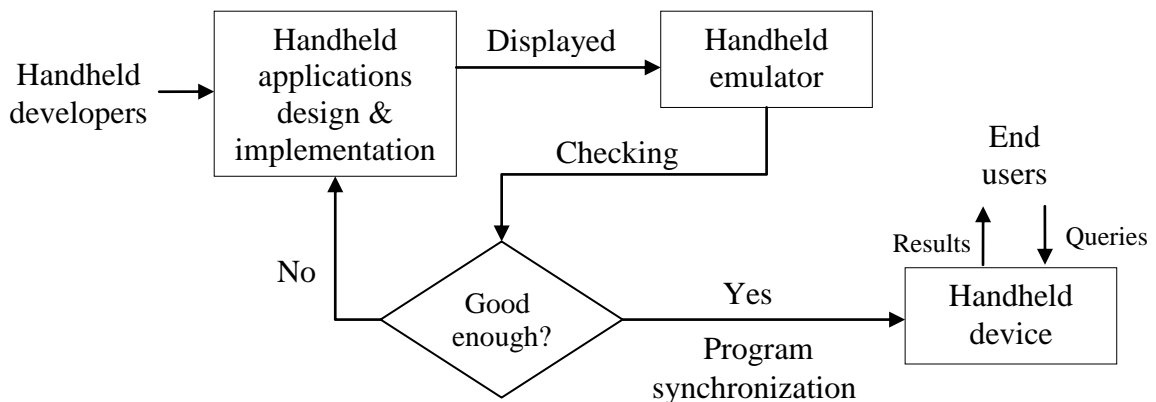 Handheld
developers
Handheld
applications
design &
implementation
Displayed
Handheld
emulator
Checking
Good
enough?
No
Yes
Program
synchronization
End
users
Results
Queries
Handheld
device